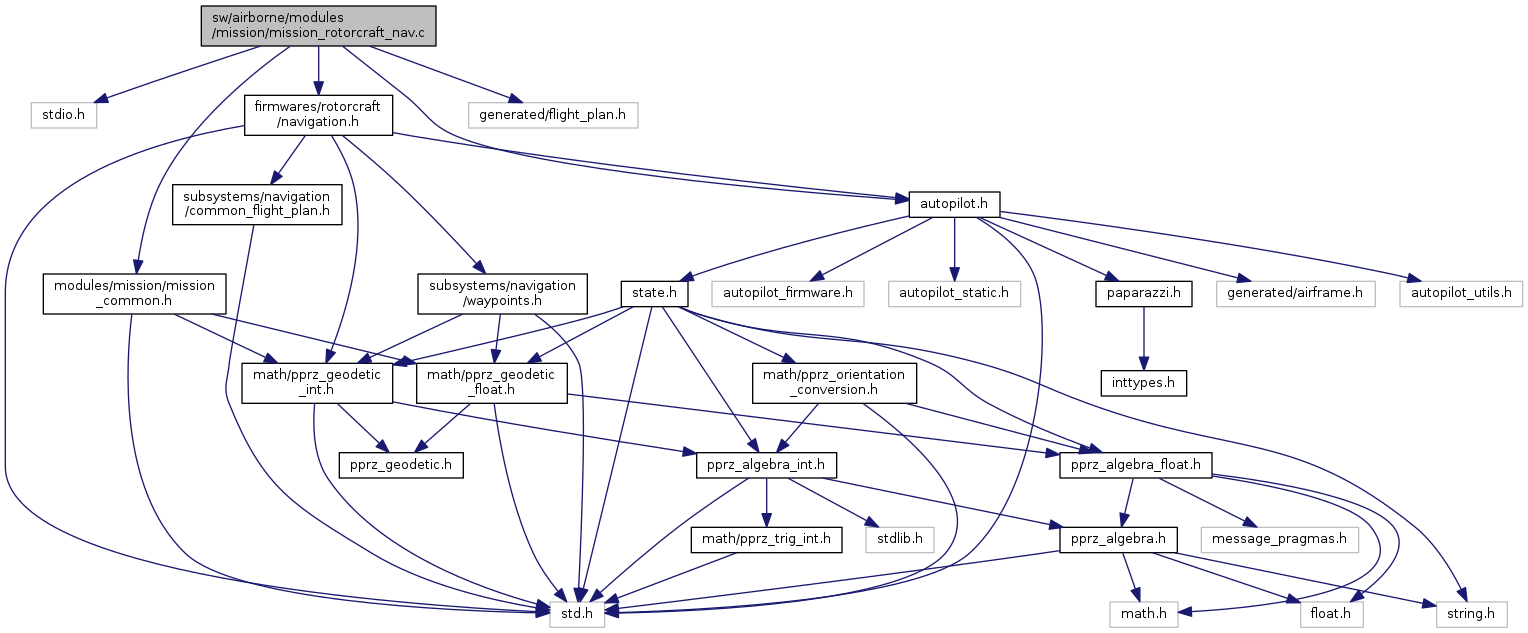 sw/airborne/modules
/mission/mission_rotorcraft_nav.c
stdio.h
firmwares/rotorcraft
/navigation.h
generated/flight_plan.h
subsystems/navigation
/common_flight_plan.h
autopilot.h
modules/mission/mission
_common.h
subsystems/navigation
/waypoints.h
state.h
autopilot_firmware.h
autopilot_static.h
paparazzi.h
generated/airframe.h
autopilot_utils.h
math/pprz_geodetic
_int.h
math/pprz_geodetic
_float.h
math/pprz_orientation
_conversion.h
inttypes.h
pprz_geodetic.h
pprz_algebra_int.h
pprz_algebra_float.h
math/pprz_trig_int.h
stdlib.h
pprz_algebra.h
message_pragmas.h
std.h
math.h
float.h
string.h